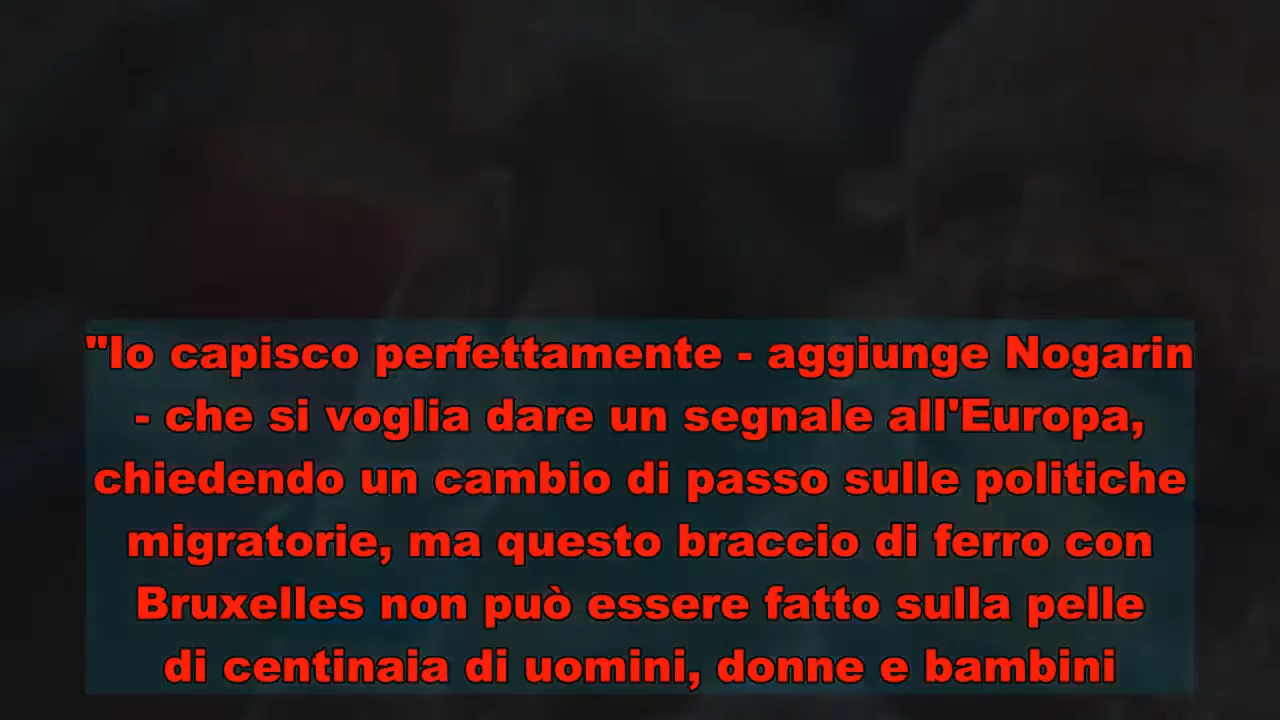 "Io capisco perfettamente - aggiunge Nogarin
- che si voglia dare un segnale all'Europa,
chiedendo un cambio di passo sulle politiche
migratorie, ma questo braccio di ferro con
Bruxelles non può essere fatto sulla pelle
di centinaia di uomini, donne e bambini